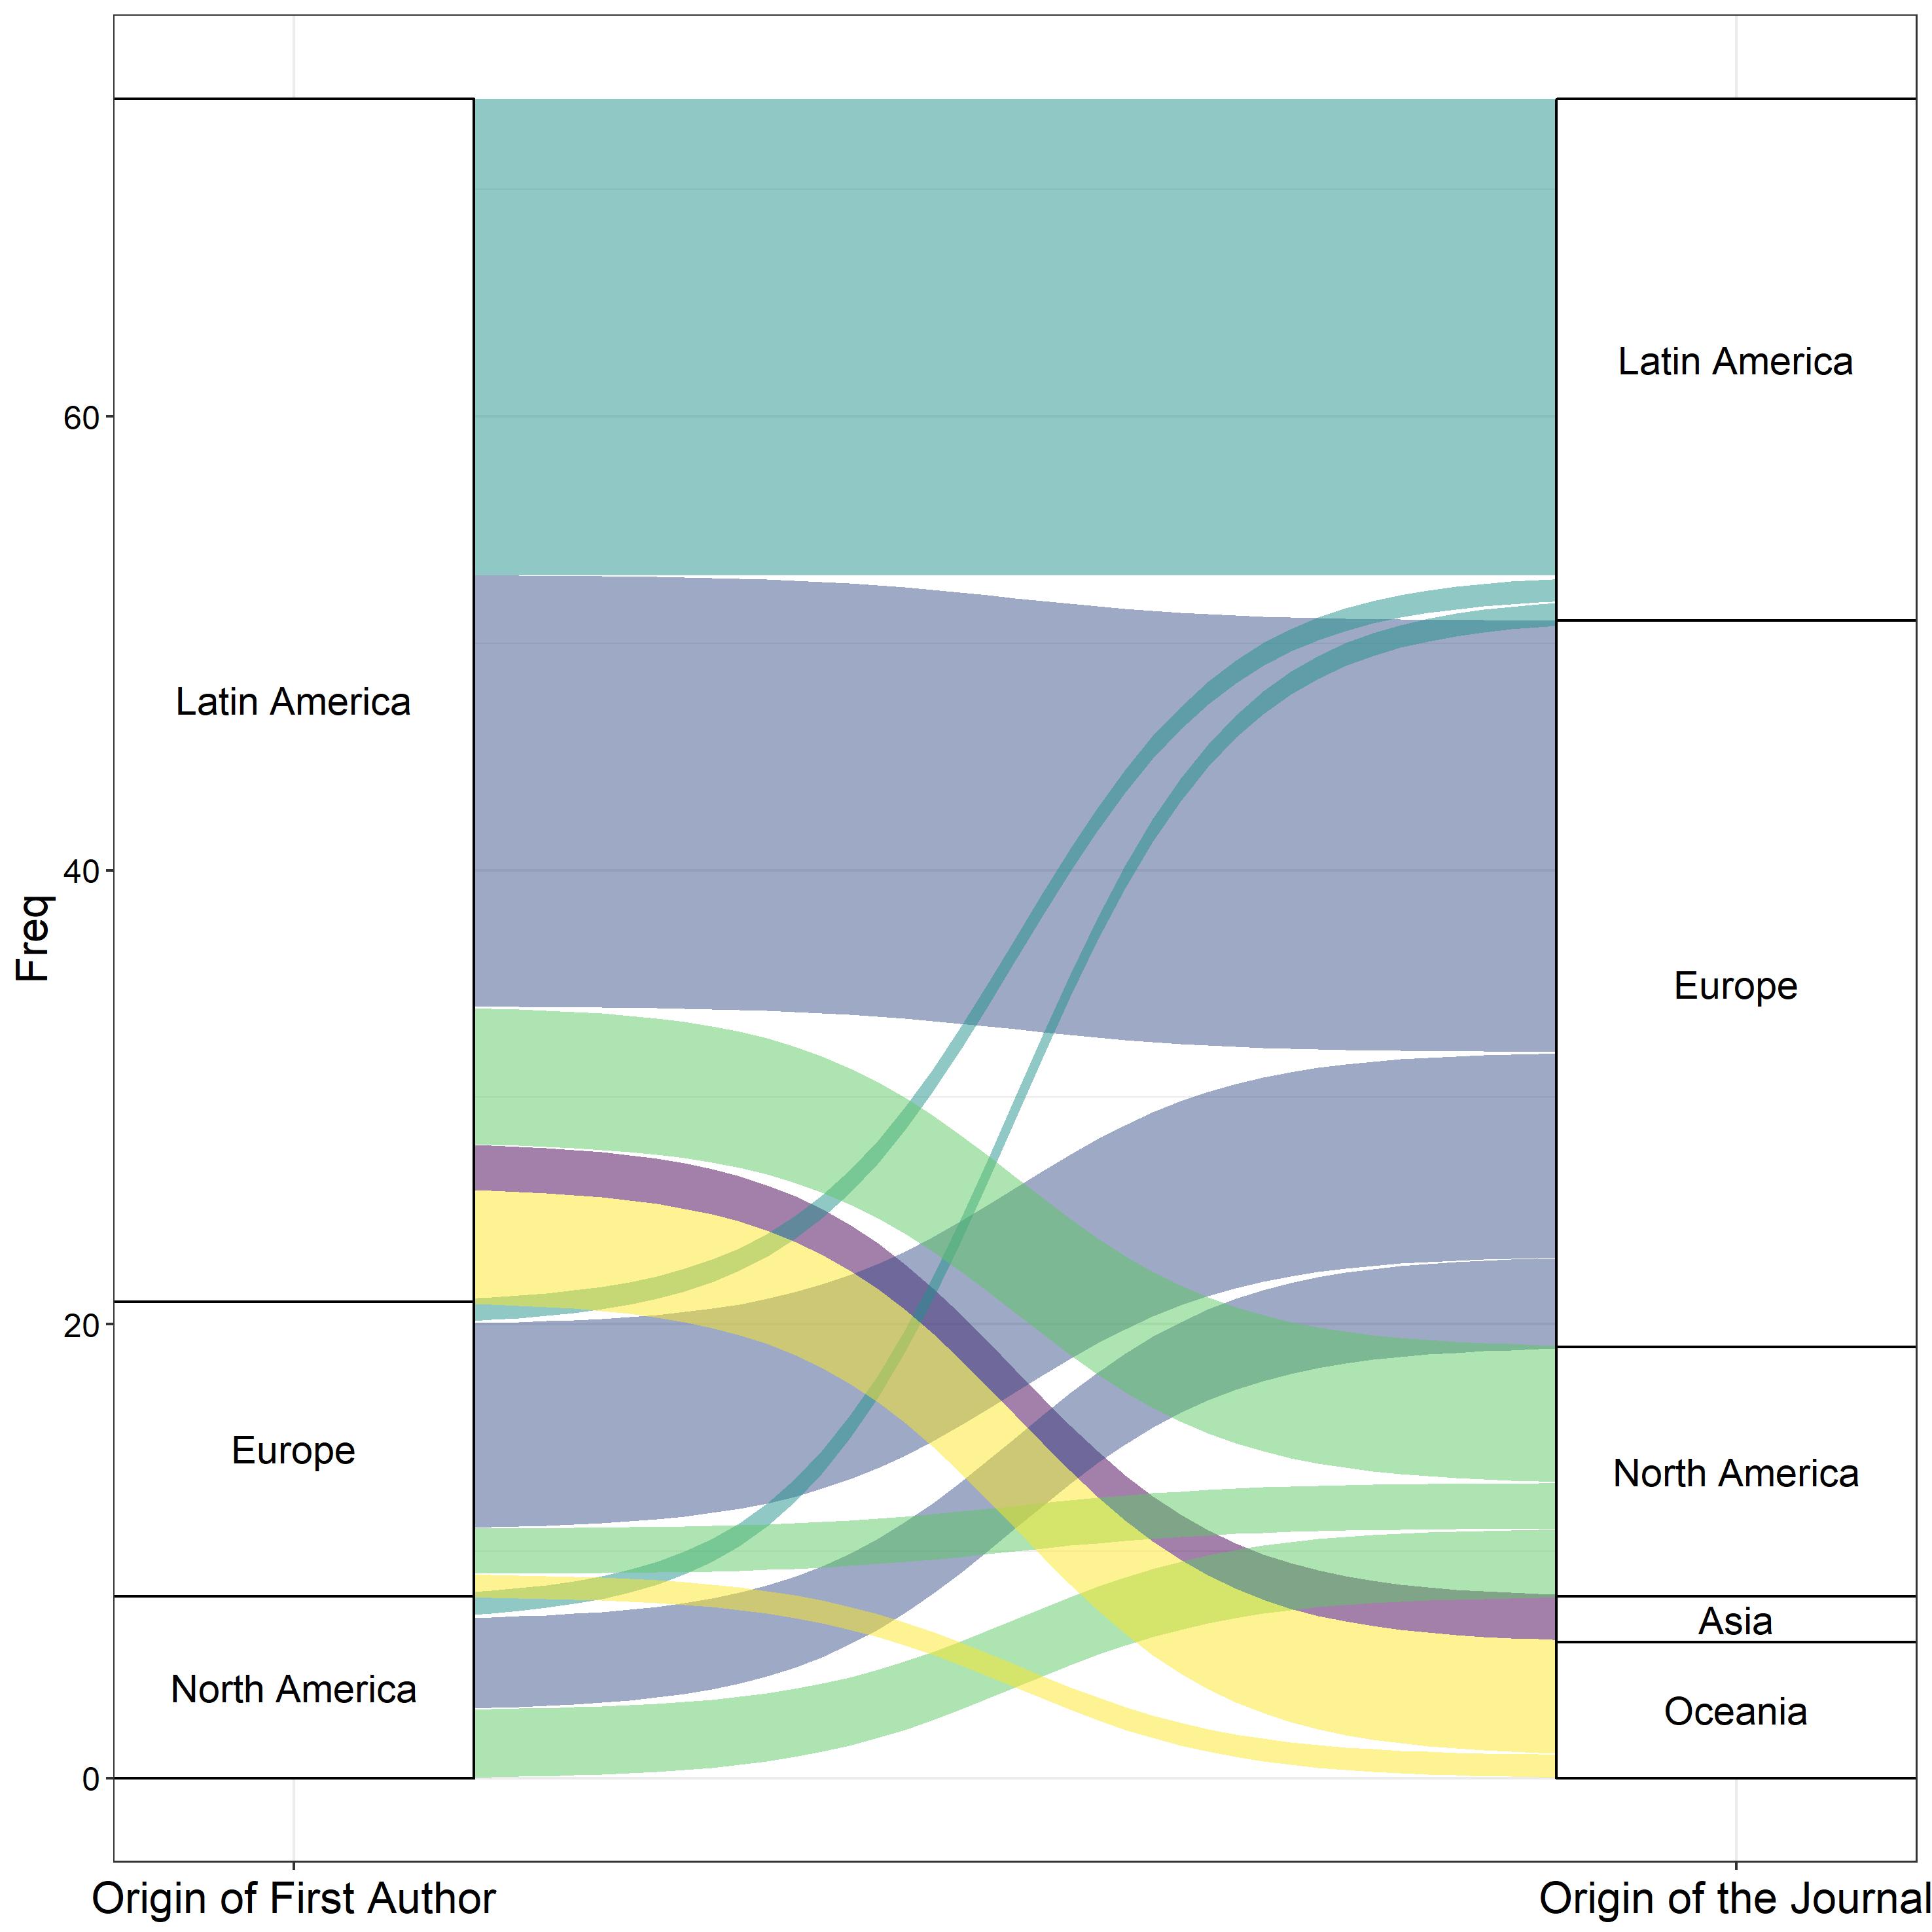 Freq
60
40
20
0
Latin America
Europe
North America
Latin America
Europe
North America
Asia
Oceania
Origin of First Author
Origin of the Journal